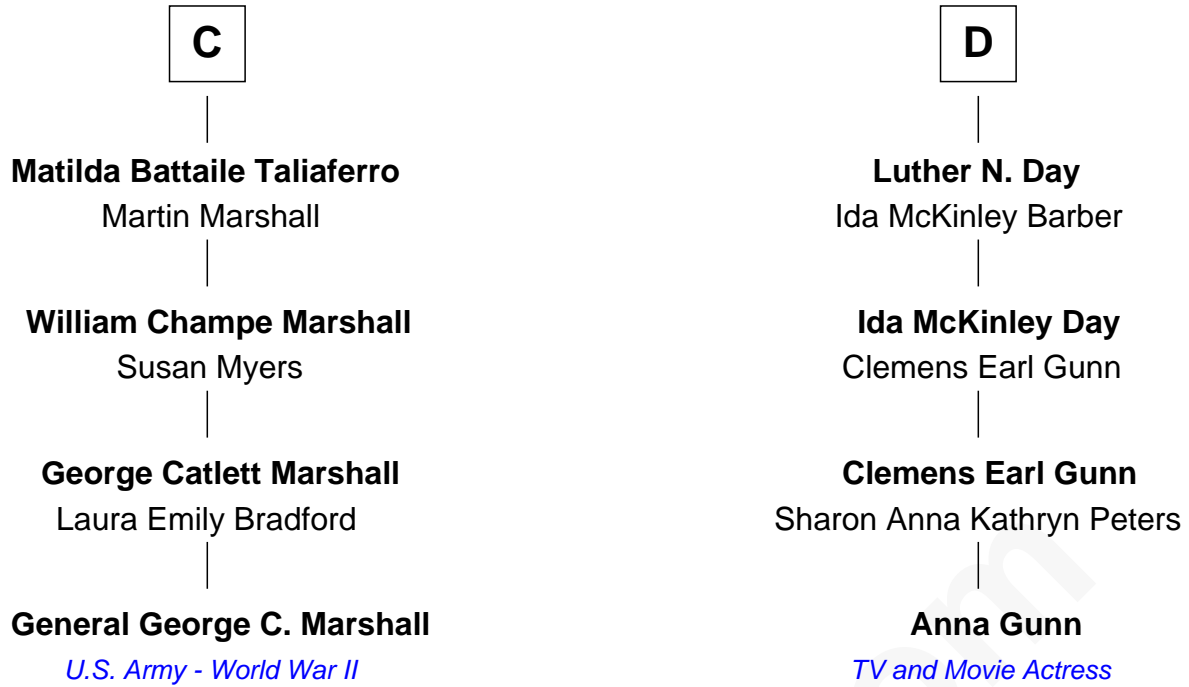 C
Matilda Battaile Taliaferro
Martin Marshall
William Champe Marshall
Susan Myers
George Catlett Marshall
Laura Emily Bradford
General George C. Marshall
U.S. Army - World War II
D
Luther N. Day
Ida McKinley Barber
Ida McKinley Day
Clemens Earl Gunn
Clemens Earl Gunn
Sharon Anna Kathryn Peters
Anna Gunn
TV and Movie Actress
om